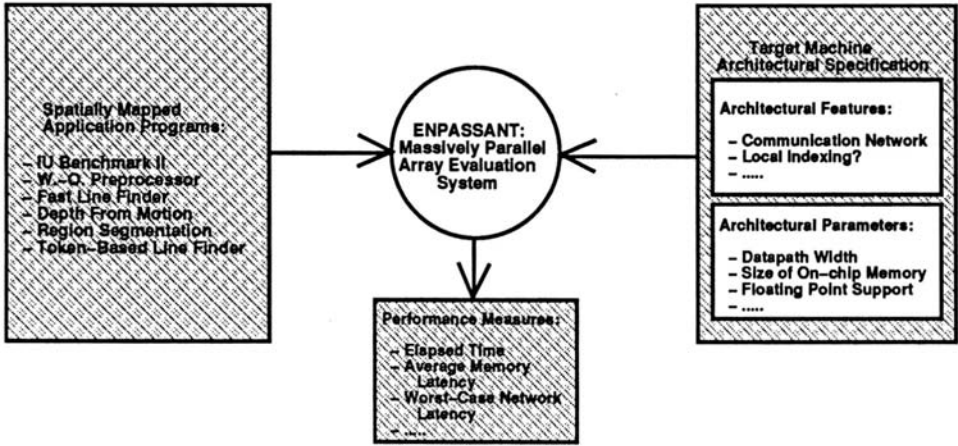 Spatially Mapped
Application Programs:
– IU Benchmark II
– W.–O. Preprocessor
– Fast Line Finder
– Depth From Motion
– Region Segmentation
– Token–Based Line Finder
ENPASSANT:
Massively Parallel
Array Evaluation
System
Target Machine
Architectural Specification
Architectural Features:
– Communication Network
– Local Indexing?
– .....
Architectural Parameters:
– Datapath Width
– Size of On–chip Memory
– Floating Point Support
– .....
Performance Measures:
– Elapsed Time
– Average Memory
Latency
– Worst–Case Network
Latency
– .....